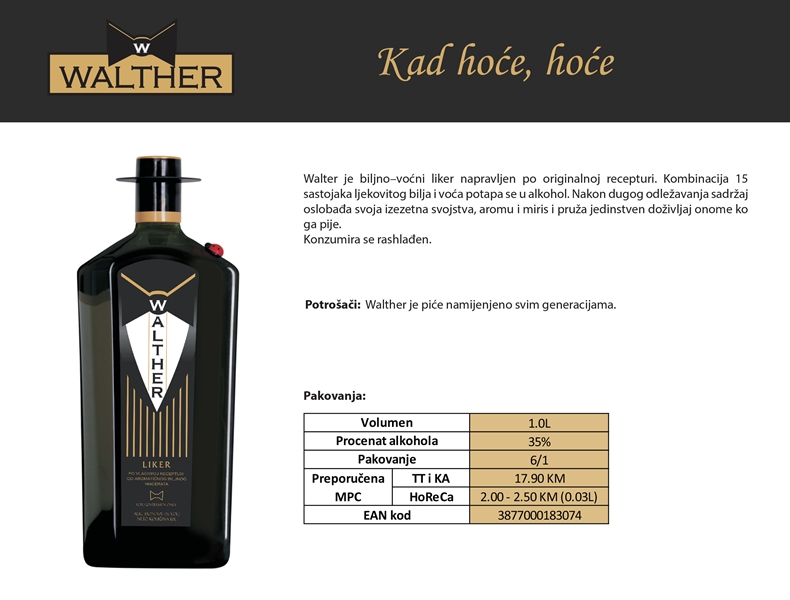 W
WALTHER
Kad hoće, hoće
Walter je biljno–voćni liker napravljen po originalnoj recepturi. Kombinacija 15
sastojaka ljekovitog bilja i voća potapa se u alkohol. Nakon dugog odležavanja sadržaj
oslobađa svoja izezetna svojstva, aromu i miris i pruža jedinstven doživljaj onome ko
ga pije.
Konzumira se rashlađen.
Potrošači: Walther je piće namijenjeno svim generacijama.
Pakovanja:
Volumen 1.0L
Procenat alkohola 35%
Pakovanje 6/1
Preporučena MPC TT i KA 17.90 KM
HoReCa 2.00 - 2.50 KM (0.03L)
EAN kod 3877000183074
WALTHER
LIKER